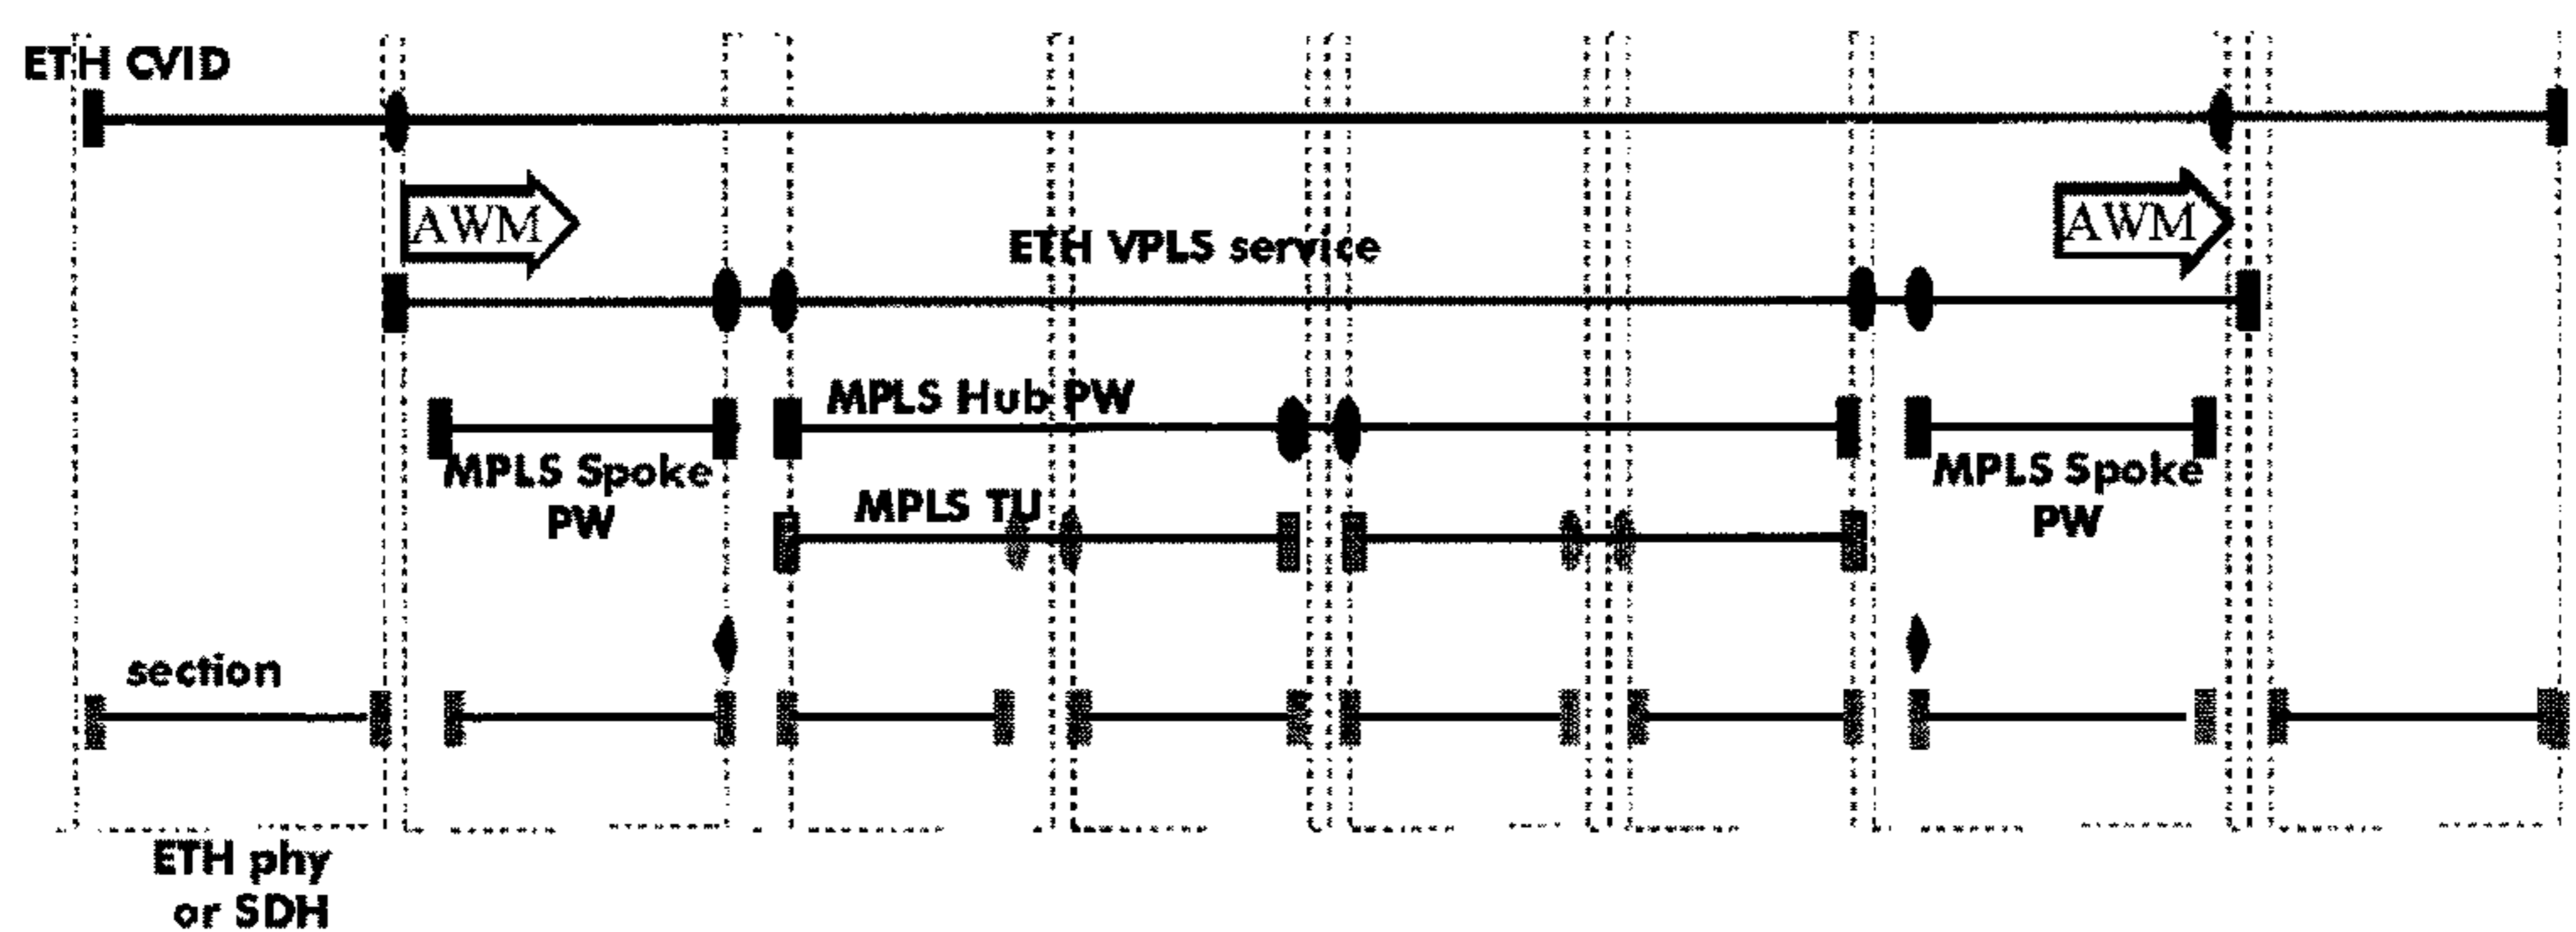 ETH CVID
AWM
AWM
ETH VPLS service
MPLS Hub PW
MPLS Spoke
PW
MPLS Spoke
PW
MPLS TU
section
ETH phy
or SDH